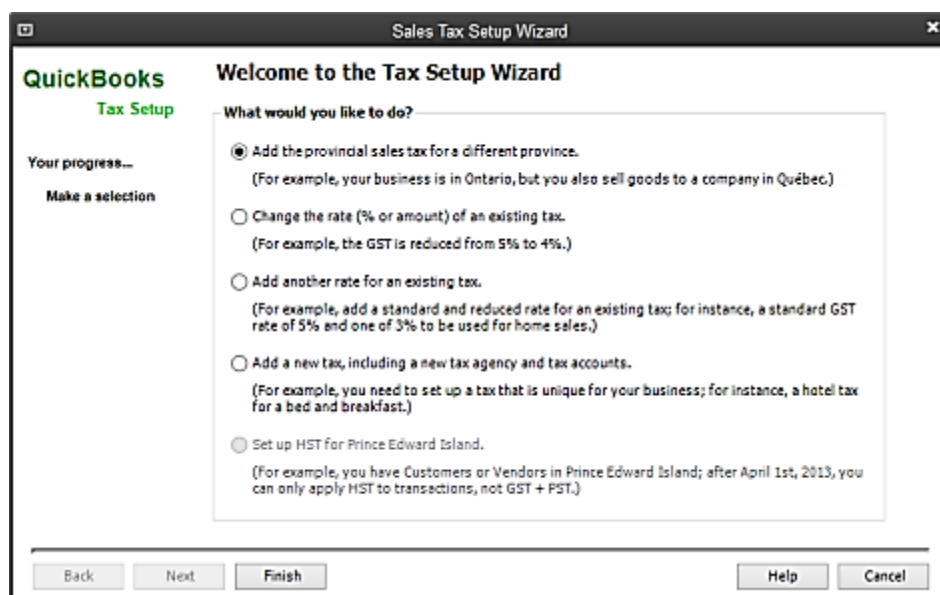 Sales Tax Setup Wizard
QuickBooks
Tax Setup
Your progress...
Make a selection
Welcome to the Tax Setup Wizard
What would you like to do?
Add the provincial sales tax for a different province.
(For example, your business is in Ontario, but you also sell goods to a company in Québec.)
Change the rate (% or amount) of an existing tax.
(For example, the GST is reduced from 5% to 4%.)
Add another rate for an existing tax.
(For example, add a standard and reduced rate for an existing tax; for instance, a standard GST
rate of 5% and one of 3% to be used for home sales.)
Add a new tax, including a new tax agency and tax accounts.
(For example, you need to set up a tax that is unique for your business; for instance, a hotel tax
for a bed and breakfast.)
Set up HST for Prince Edward Island.
(For example, you have Customers or Vendors in Prince Edward Island; after April 1st, 2013, you
can only apply HST to transactions, not GST + PST.)
Back Next Finish Help Cancel